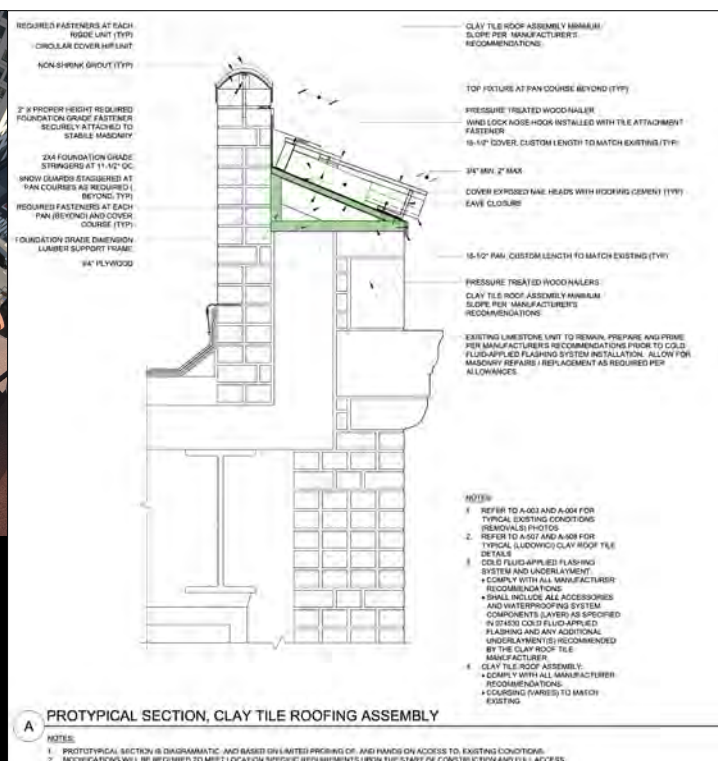 REQUIRED FASTENERS AT EACH
RIDGE UNIT (TYP)
CIRCULAR COVER HIP UNIT
NON-SHRINK GROUT (TYP)
2" X PROPER HEIGHT REQUIRED
FOUNDATION GRADE FASTENER
SECURELY ATTACHED TO
STABILE MASONRY
2X4 FOUNDATION GRADE
STRINGERS AT 11-1/2" OC
SNOW GUARDS STAGGERED AT
PAN COURSES AS REQUIRED (
BEYOND, TYP)
REQUIRED FASTENERS AT EACH
PAN (BEYOND) AND COVER
COURSE (TYP)
FOUNDATION GRADE DIMENSION
LUMBER SUPPORT FRAME
3/4" PLYWOOD
CLAY TILE ROOF ASSEMBLY MINIMUM
SLOPE PER MANUFACTURER'S
RECOMMENDATIONS
TOP FIXTURE AT PAN COURSE BEYOND (TYP)
PRESSURE TREATED WOOD NAILER
WIND LOCK NOSE HOOK INSTALLED WITH TILE ATTACHMENT
FASTENER
16-1/2" COVER, CUSTOM LENGTH TO MATCH EXISTING (TYP)
3/4" MIN, 2" MAX
COVER EXPOSED NAIL HEADS WITH ROOFING CEMENT (TYP)
EAVE CLOSURE
16-1/2" PAN, CUSTOM LENGTH TO MATCH EXISTING (TYP)
PRESSURE TREATED WOOD NAILERS
CLAY TILE ROOF ASSEMBLY MINIMUM
SLOPE PER MANUFACTURER'S
RECOMMENDATIONS
EXISTING LIMESTONE UNIT TO REMAIN, PREPARE AND PRIME
PER MANUFACTURER'S RECOMMENDATIONS PRIOR TO COLD
FLUID-APPLIED FLASHING SYSTEM INSTALLATION. ALLOW FOR
MASONRY REPAIRS / REPLACEMENT AS REQUIRED PER
ALLOWANCES.
NOTES:
1. REFER TO A-003 AND A-004 FOR
TYPICAL EXISTING CONDITIONS
(REMOVALS) PHOTOS
2. REFER TO A-507 AND A-508 FOR
TYPICAL (LUDOWICI) CLAY ROOF TILE
DETAILS
3. COLD FLUID-APPLIED FLASHING
SYSTEM AND UNDERLAYMENT:
• COMPLY WITH ALL MANUFACTURER
RECOMMENDATIONS
• SHALL INCLUDE ALL ACCESSORIES
AND WATERPROOFING SYSTEM
COMPONENTS (LAYER) AS SPECIFIED
IN 074530 COLD FLUID-APPLIED
FLASHING AND ANY ADDITIONAL
UNDERLAYMENT(S) RECOMMENDED
BY THE CLAY ROOF TILE
MANUFACTURER
4. CLAY TILE ROOF ASSEMBLY:
• COMPLY WITH ALL MANUFACTURER
RECOMMENDATIONS
• COURSING (VARIES) TO MATCH
EXISTING
A PROTYPICAL SECTION, CLAY TILE ROOFING ASSEMBLY
NOTES:
1. PROTOTYPICAL SECTION IS DIAGRAMMATIC AND BASED ON LIMITED PROBING OF, AND HANDS ON ACCESS TO, EXISTING CONDITIONS.
2. MODIFICATIONS WILL BE REQUIRED TO MEET LOCATION SPECIFIC REQUIREMENTS UPON THE START OF CONSTRUCTION AND FULL ACCESS